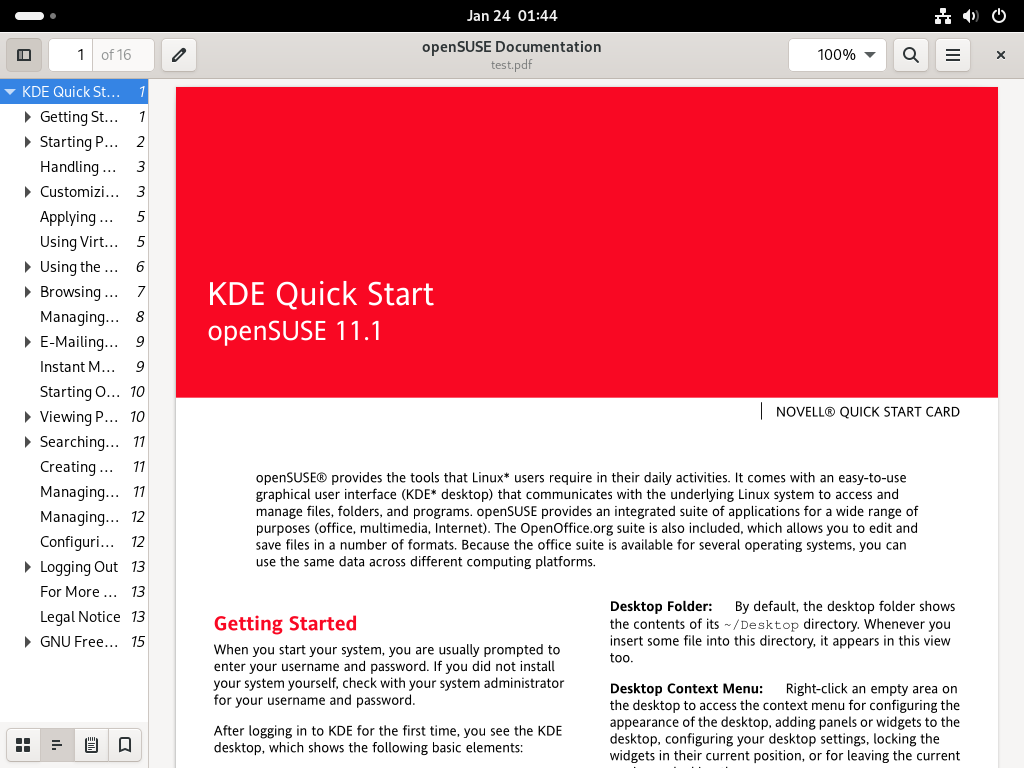 Jan 24 01:44
1 of 16
openSUSE Documentation
test.pdf
100%
KDE Quick St... 1
Getting St... 1
Starting P... 2
Handling ... 3
Customizi... 3
Applying ... 5
Using Virt... 5
Using the ... 6
Browsing ... 7
Managing... 8
E-Mailing... 9
Instant M... 9
Starting O... 10
Viewing P... 10
Searching... 11
Creating ... 11
Managing... 11
Managing... 12
Configuri... 12
Logging Out 13
For More ... 13
Legal Notice 13
GNU Free... 15
KDE Quick Start
openSUSE 11.1
NOVELL® QUICK START CARD
openSUSE® provides the tools that Linux* users require in their daily activities. It comes with an easy-to-use
graphical user interface (KDE* desktop) that communicates with the underlying Linux system to access and
manage files, folders, and programs. openSUSE provides an integrated suite of applications for a wide range of
purposes (office, multimedia, Internet). The OpenOffice.org suite is also included, which allows you to edit and
save files in a number of formats. Because the office suite is available for several operating systems, you can
use the same data across different computing platforms.
Getting Started
When you start your system, you are usually prompted to
enter your username and password. If you did not install
your system yourself, check with your system administrator
for your username and password.
After logging in to KDE for the first time, you see the KDE
desktop, which shows the following basic elements:
Desktop Folder: By default, the desktop folder shows
the contents of its ~/Desktop directory. Whenever you
insert some file into this directory, it appears in this view
too.
Desktop Context Menu: Right-click an empty area on
the desktop to access the context menu for configuring the
appearance of the desktop, adding panels or widgets to the
desktop, configuring your desktop settings, locking the
widgets in their current position, or for leaving the current